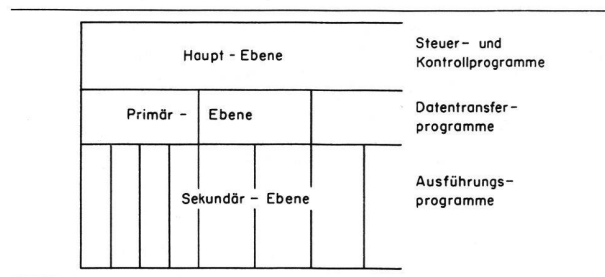 Haupt - Ebene
Steuer- und
Kontrollprogramme
Primär - Ebene
Datentransfer-
programme
Sekundär - Ebene
Ausführungs-
programme